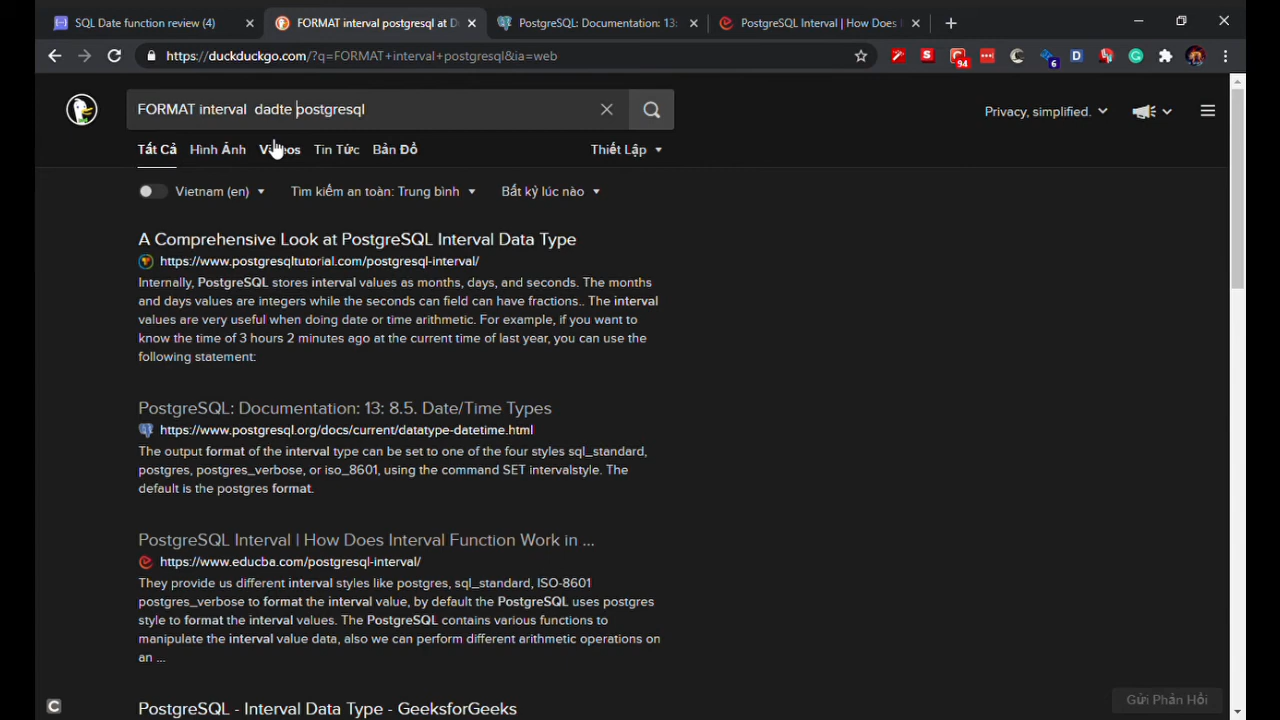 SQL Date function review (4)
FORMAT interval postgresql at D
PostgreSQL: Documentation: 13:
PostgreSQL Interval | How Does
https://duckduckgo.com/?q=FORMAT+interval+postgresql&ia=web
94
6
FORMAT interval  dadte postgresql
Privacy, simplified.
Tất Cả Hình Ảnh Videos Tin Tức Bản Đồ Thiết Lập
Vietnam (en) Tìm kiếm an toàn: Trung bình Bất kỳ lúc nào
A Comprehensive Look at PostgreSQL Interval Data Type
https://www.postgresqltutorial.com/postgresql-interval/
Internally, PostgreSQL stores interval values as months, days, and seconds. The months
and days values are integers while the seconds can field can have fractions.. The interval
values are very useful when doing date or time arithmetic. For example, if you want to
know the time of 3 hours 2 minutes ago at the current time of last year, you can use the
following statement:
PostgreSQL: Documentation: 13: 8.5. Date/Time Types
https://www.postgresql.org/docs/current/datatype-datetime.html
The output format of the interval type can be set to one of the four styles sql_standard,
postgres, postgres_verbose, or iso_8601, using the command SET intervalstyle. The
default is the postgres format.
PostgreSQL Interval | How Does Interval Function Work in ...
https://www.educba.com/postgresql-interval/
They provide us different interval styles like postgres, sql_standard, ISO-8601
postgres_verbose to format the interval value, by default the PostgreSQL uses postgres
style to format the interval values. The PostgreSQL contains various functions to
manipulate the interval value data, also we can perform different arithmetic operations on
an ...
PostgreSQL - Interval Data Type - GeeksforGeeks
Gửi Phản Hồi